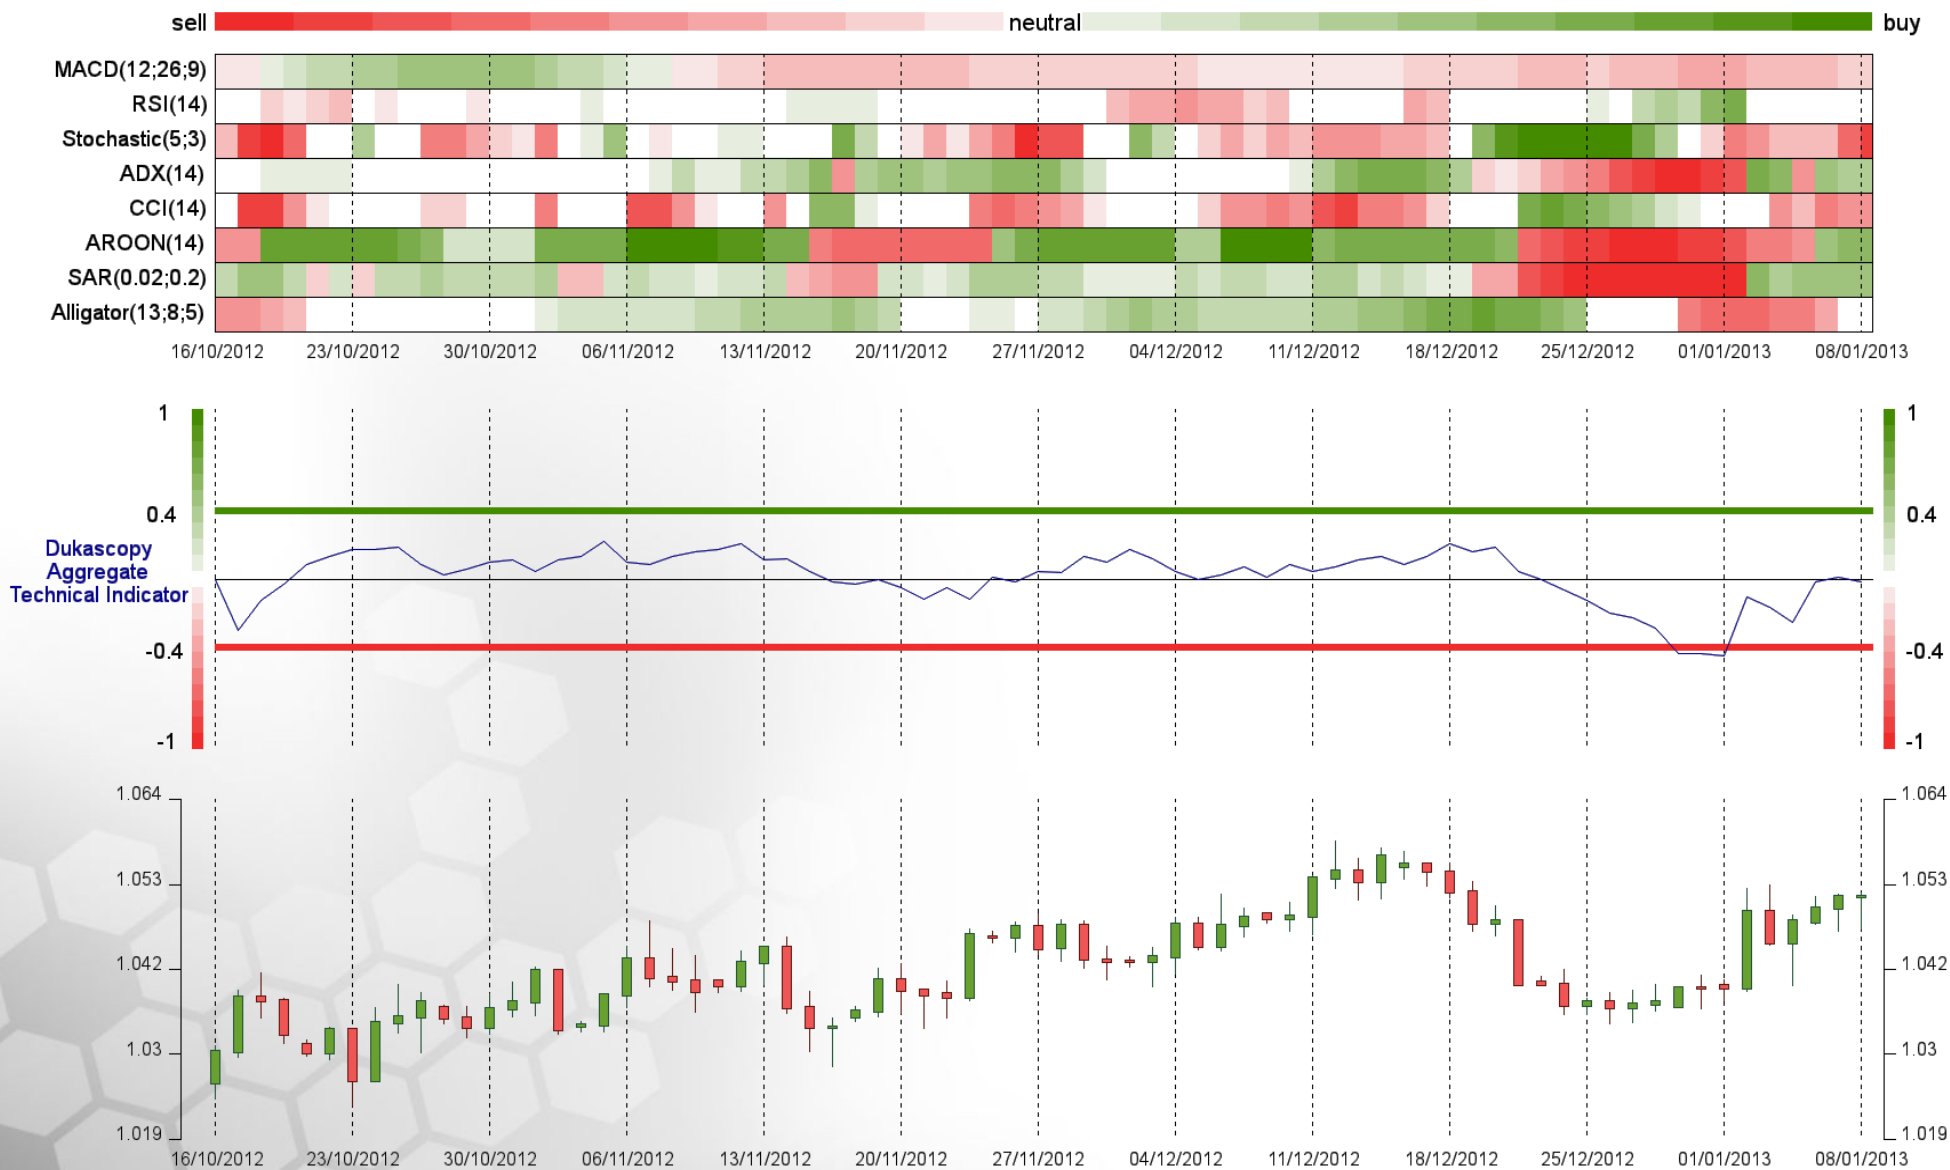 sell neutral buy
MACD(12;26;9)
RSI(14)
Stochastic(5;3)
ADX(14)
CCI(14)
AROON(14)
SAR(0.02;0.2)
Alligator(13;8;5)
16/10/2012 23/10/2012 30/10/2012 06/11/2012 13/11/2012 20/11/2012 27/11/2012 04/12/2012 11/12/2012 18/12/2012 25/12/2012 01/01/2013 08/01/2013
1 1
0.4 0.4
Dukascopy
Aggregate
Technical Indicator
-0.4 -0.4
-1 -1
1.064 1.064
1.053 1.053
1.042 1.042
1.03 1.03
1.019 1.019
16/10/2012 23/10/2012 30/10/2012 06/11/2012 13/11/2012 20/11/2012 27/11/2012 04/12/2012 11/12/2012 18/12/2012 25/12/2012 01/01/2013 08/01/2013